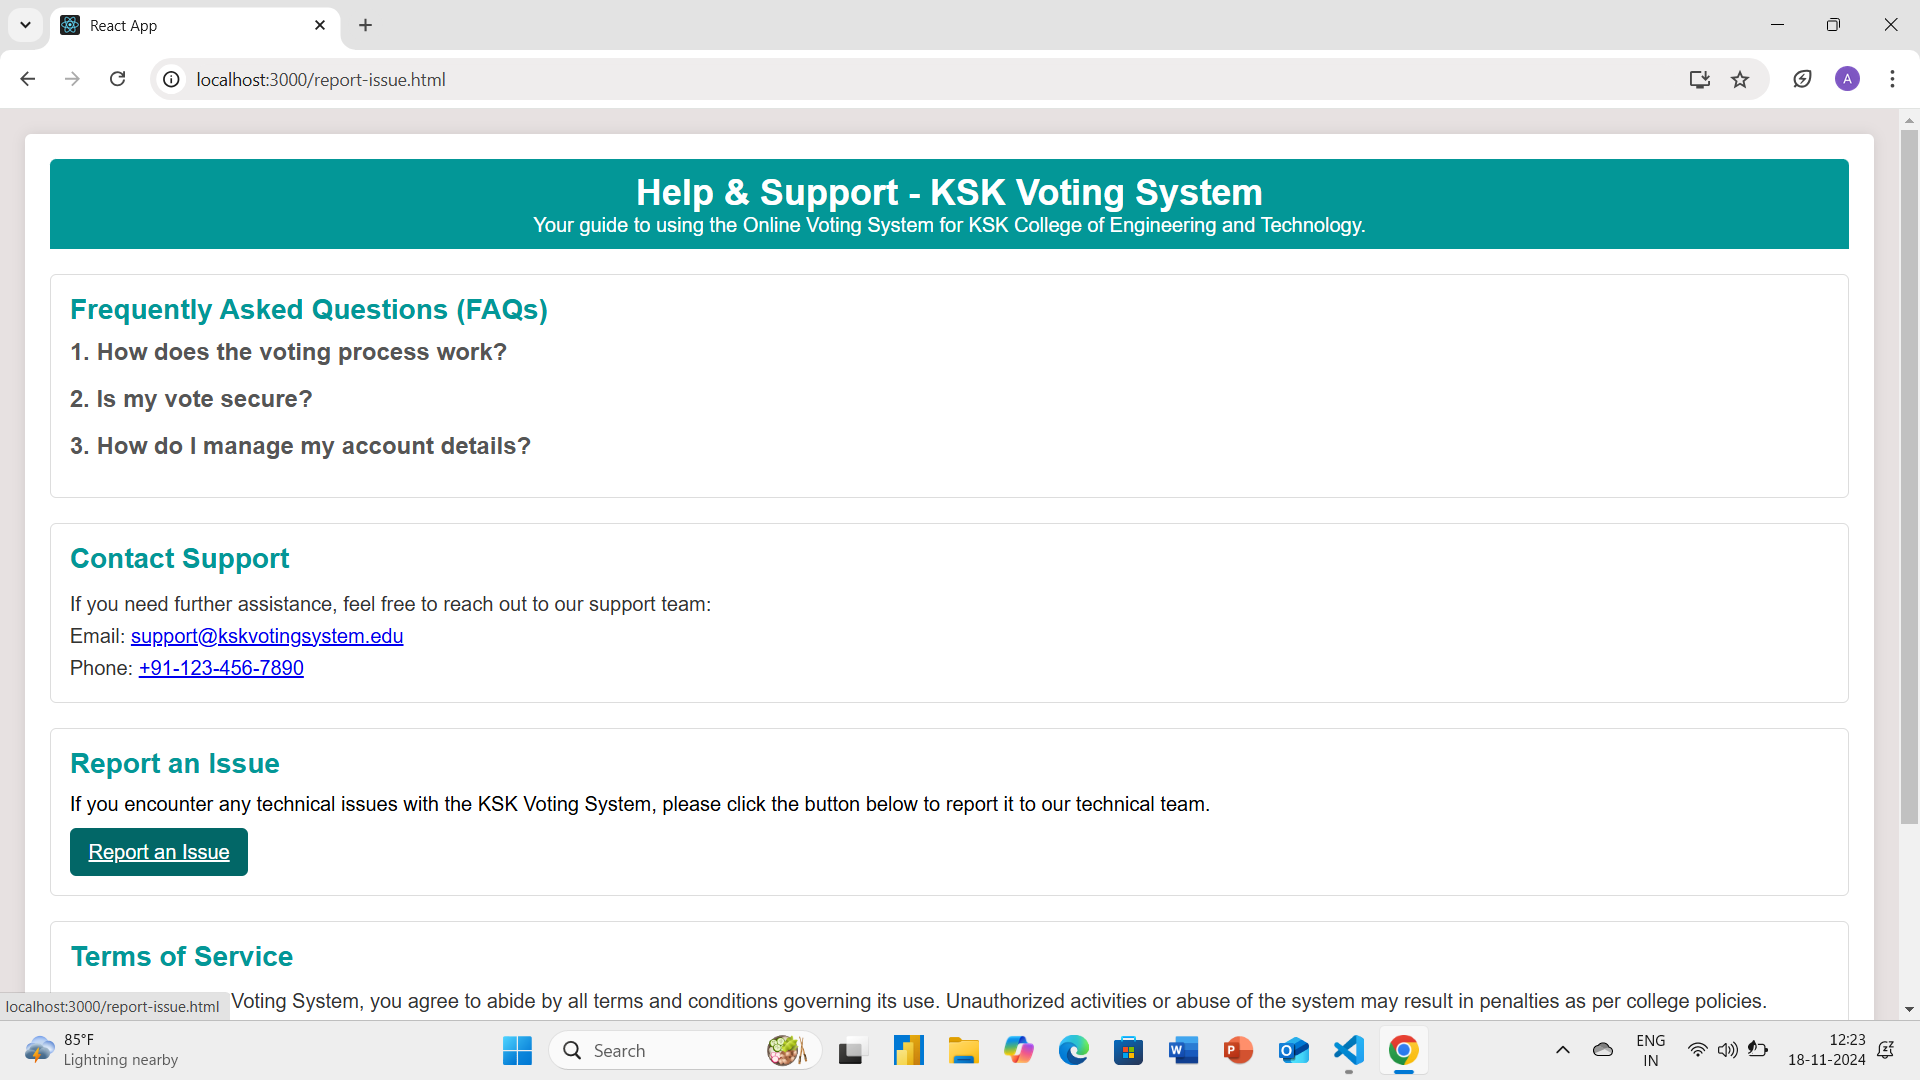 React App
localhost:3000/report-issue.html
A
Help & Support - KSK Voting System
Your guide to using the Online Voting System for KSK College of Engineering and Technology.
Frequently Asked Questions (FAQs)
1. How does the voting process work?
2. Is my vote secure?
3. How do I manage my account details?
Contact Support
If you need further assistance, feel free to reach out to our support team:
Email: support@kskvotingsystem.edu
Phone: +91-123-456-7890
Report an Issue
If you encounter any technical issues with the KSK Voting System, please click the button below to report it to our technical team.
Report an Issue
Terms of Service
Voting System, you agree to abide by all terms and conditions governing its use. Unauthorized activities or abuse of the system may result in penalties as per college policies.
localhost:3000/report-issue.html
85°F
Lightning nearby
Search
ENG
IN
12:23
18-11-2024